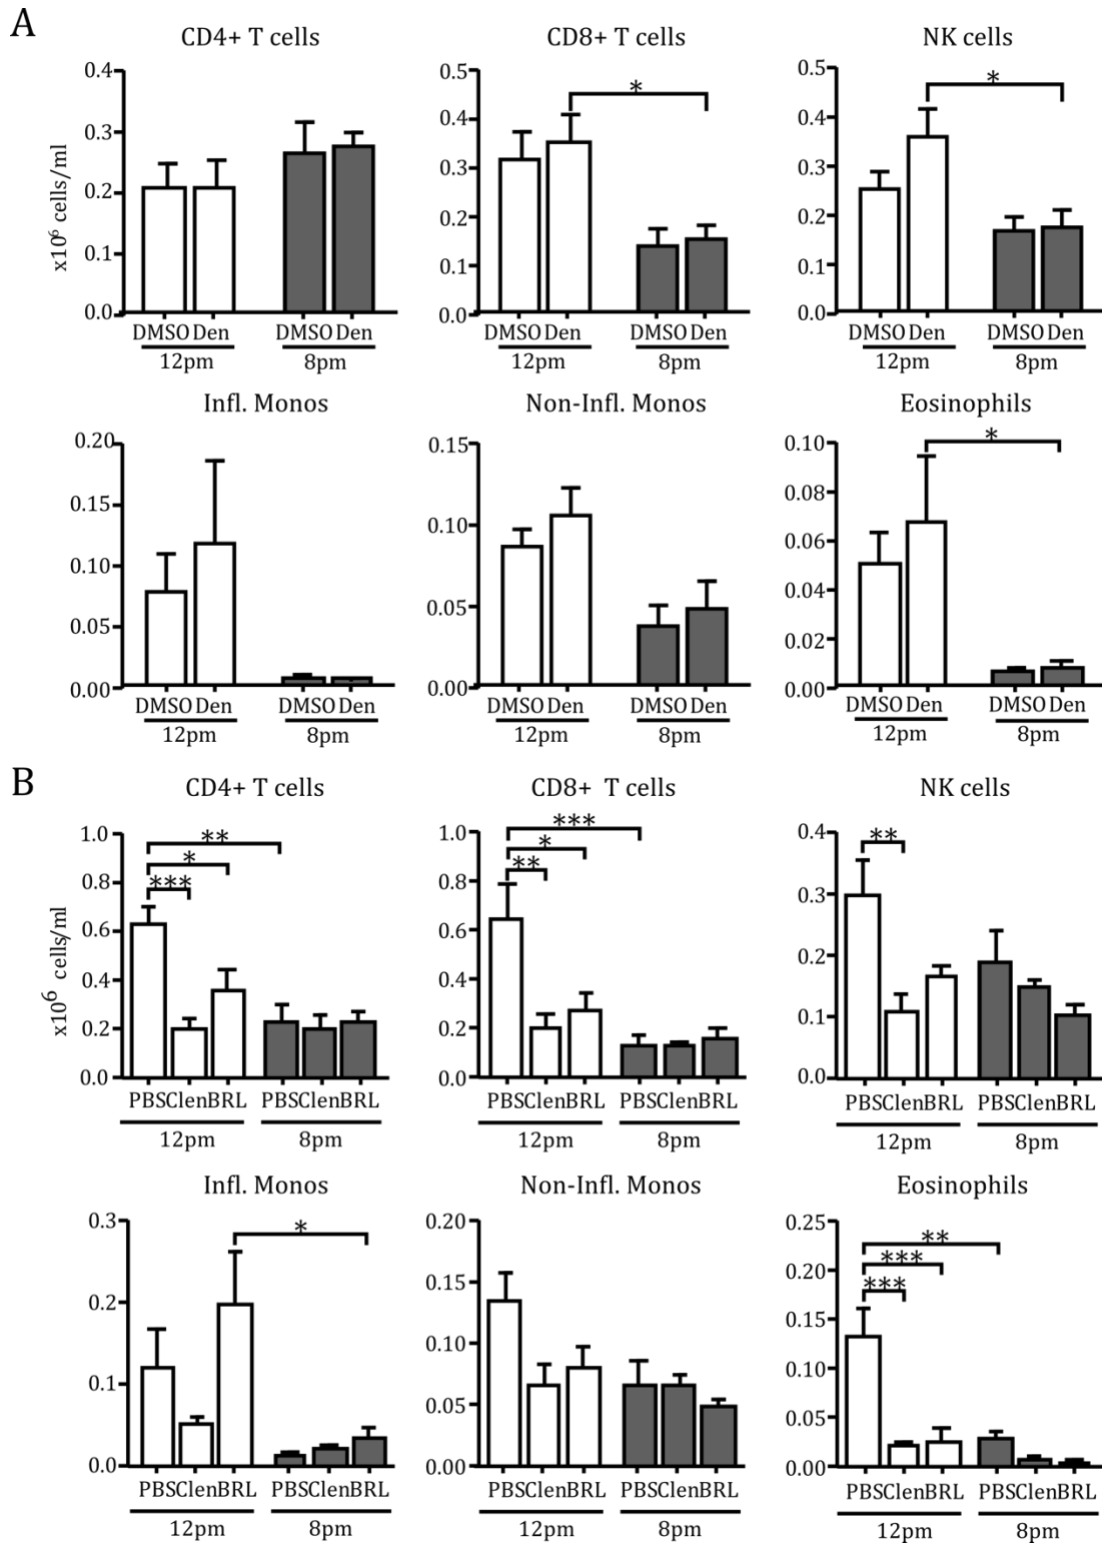 A
CD4+ T cells
CD8+ T cells
NK cells
x10⁶ cells/ml
0.4
0.3
0.2
0.1
0.0
DMSO Den DMSO Den
12pm 8pm
0.5
0.4
0.3
0.2
0.1
0.0
*
DMSO Den DMSO Den
12pm 8pm
0.5
0.4
0.3
0.2
0.1
0.0
*
DMSO Den DMSO Den
12pm 8pm
Infl. Monos
Non-Infl. Monos
Eosinophils
0.20
0.15
0.10
0.05
0.00
DMSO Den DMSO Den
12pm 8pm
0.15
0.10
0.05
0.00
DMSO Den DMSO Den
12pm 8pm
0.10
0.08
0.06
0.04
0.02
0.00
*
DMSO Den DMSO Den
12pm 8pm
B
CD4+ T cells
CD8+ T cells
NK cells
x10⁶ cells/ml
1.0
0.8
0.6
0.4
0.2
0.0
**
*
***
PBSClenBRL PBSClenBRL
12pm 8pm
1.0
0.8
0.6
0.4
0.2
0.0
***
*
**
PBSClenBRL PBSClenBRL
12pm 8pm
0.4
0.3
0.2
0.1
0.0
**
PBSClenBRL PBSClenBRL
12pm 8pm
Infl. Monos
Non-Infl. Monos
Eosinophils
0.3
0.2
0.1
0.0
*
PBSClenBRL PBSClenBRL
12pm 8pm
0.20
0.15
0.10
0.05
0.00
PBSClenBRL PBSClenBRL
12pm 8pm
0.25
0.20
0.15
0.10
0.05
0.00
**
***
***
PBSClenBRL PBSClenBRL
12pm 8pm